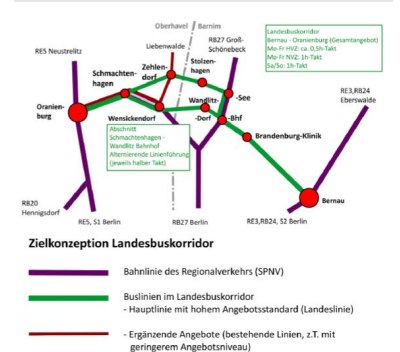 Oberhavel
Barnim
RE5 Neustrelitz
Liebenwalde
RB27 Groß-
Schönebeck
Landesbuskorridor
Bernau - Oranienburg (Gesamtangebot)
Mo-Fr HVZ: ca. 0,5h-Takt
Mo-Fr NVZ: 1h-Takt
Sa/So: 1h-Takt
Schmachten-
hagen
Zehlen-
dorf
Stolzen-
hagen
Oranien-
burg
Wandlitz-
-See
-Dorf
-Bhf
Wensickendorf
RE3,RB24
Eberswalde
Abschnitt
Schmachtenhagen -
Wandlitz Bahnhof
Alternierende Linienführung
(jeweils halber Takt)
Brandenburg-Klinik
Bernau
RB20
Hennigsdorf
RE5, S1 Berlin
RB27 Berlin
RE3,RB24, S2 Berlin
Zielkonzeption Landesbuskorridor
Bahnlinie des Regionalverkehrs (SPNV)
Buslinien im Landesbuskorridor
- Hauptlinie mit hohem Angebotsstandard (Landeslinie)
- Ergänzende Angebote (bestehende Linien, z.T. mit
geringerem Angebotsniveau)